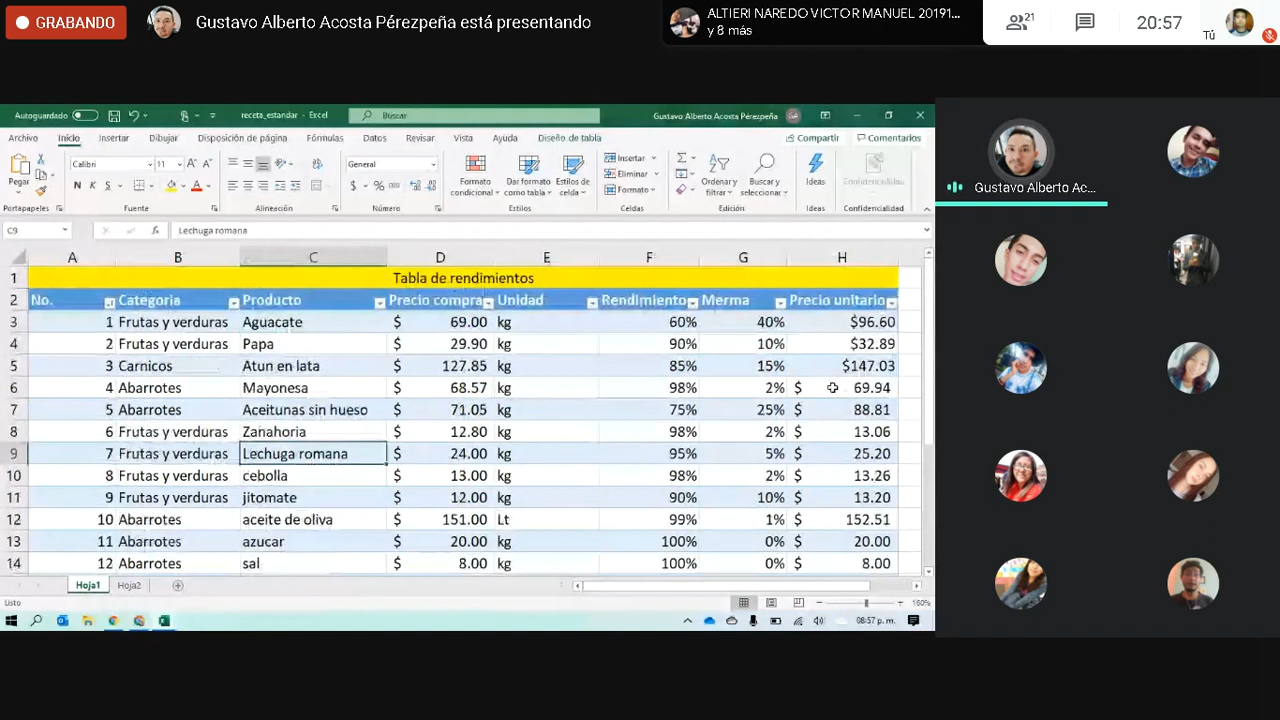 GRABANDO
Gustavo Alberto Acosta Pérezpeña está presentando
ALTIERI NAREDO VICTOR MANUEL 20191...
y 8 más
21
20:57
Tú
Autoguardado
receta_estandar - Excel
Buscar
Gustavo Alberto Acosta Pérezpeña
GA
Archivo Inicio Insertar Dibujar Disposición de página Fórmulas Datos Revisar Vista Ayuda Diseño de tabla Compartir Comentarios
Pegar
Calibri 11
General
Formato condicional
Dar formato como tabla
Estilos de celda
Insertar
Eliminar
Formato
Ordenar y filtrar
Buscar y seleccionar
Ideas
Confidencialidad
Portapapeles Fuente Alineación Número Estilos Celdas Edición Ideas Confidencialidad
C9 fx Lechuga romana
A B C D E F G H
1 Tabla de rendimientos
2 No. Categoria Producto Precio compra Unidad Rendimiento Merma Precio unitario
3 1 Frutas y verduras Aguacate $ 69.00 kg 60% 40% $96.60
4 2 Frutas y verduras Papa $ 29.90 kg 90% 10% $32.89
5 3 Carnicos Atun en lata $ 127.85 kg 85% 15% $147.03
6 4 Abarrotes Mayonesa $ 68.57 kg 98% 2% $ 69.94
7 5 Abarrotes Aceitunas sin hueso $ 71.05 kg 75% 25% $ 88.81
8 6 Frutas y verduras Zanahoria $ 12.80 kg 98% 2% $ 13.06
9 7 Frutas y verduras Lechuga romana $ 24.00 kg 95% 5% $ 25.20
10 8 Frutas y verduras cebolla $ 13.00 kg 98% 2% $ 13.26
11 9 Frutas y verduras jitomate $ 12.00 kg 90% 10% $ 13.20
12 10 Abarrotes aceite de oliva $ 151.00 Lt 99% 1% $ 152.51
13 11 Abarrotes azucar $ 20.00 kg 100% 0% $ 20.00
14 12 Abarrotes sal $ 8.00 kg 100% 0% $ 8.00
Hoja1 Hoja2
Listo
160%
08:57 p. m.
Gustavo Alberto Ac...